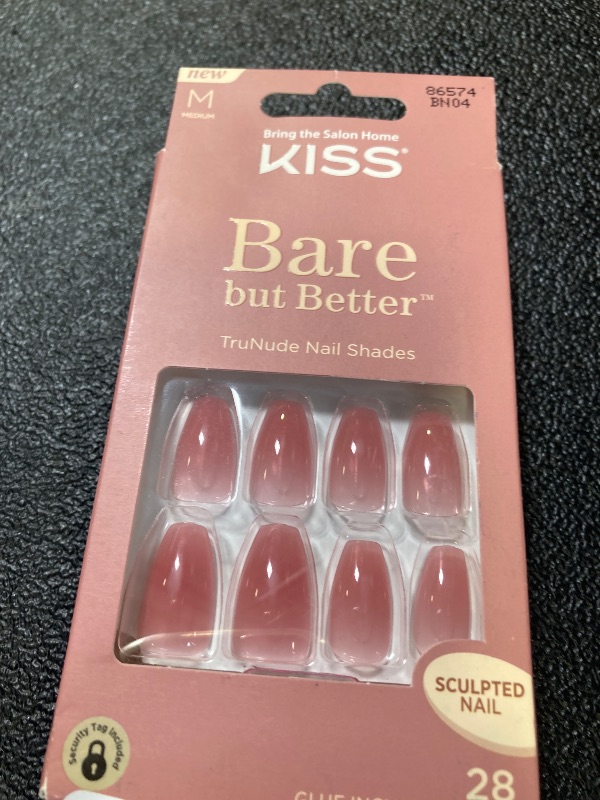 new
M
MEDIUM
86574
BN04
Bring the Salon Home
KISS®
Bare
but Better™
TruNude Nail Shades
SCULPTED
NAIL
Security Tag Included
28
GLUE